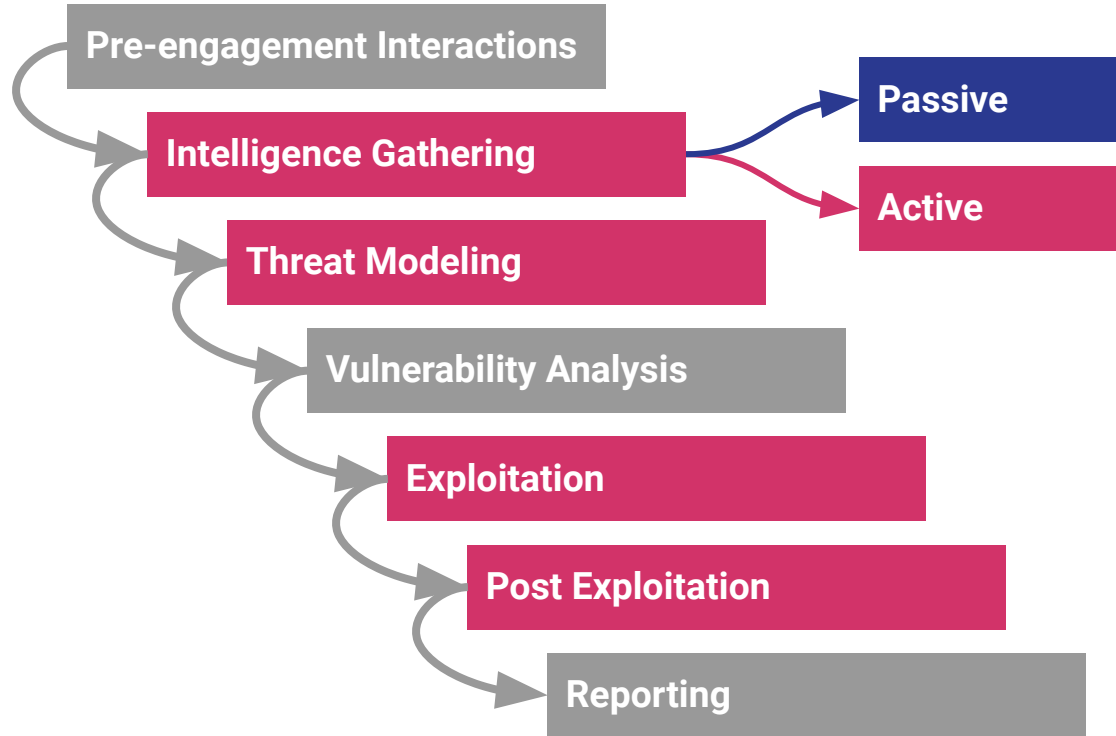 Pre-engagement Interactions
Passive
Intelligence Gathering
Active
Threat Modeling
Vulnerability Analysis
Exploitation
Post Exploitation
Reporting